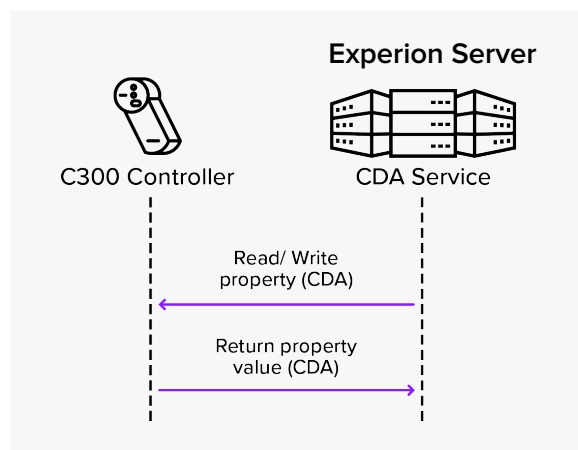 Experion Server
C300 Controller
CDA Service
Read/ Write
property (CDA)
Return property
value (CDA)